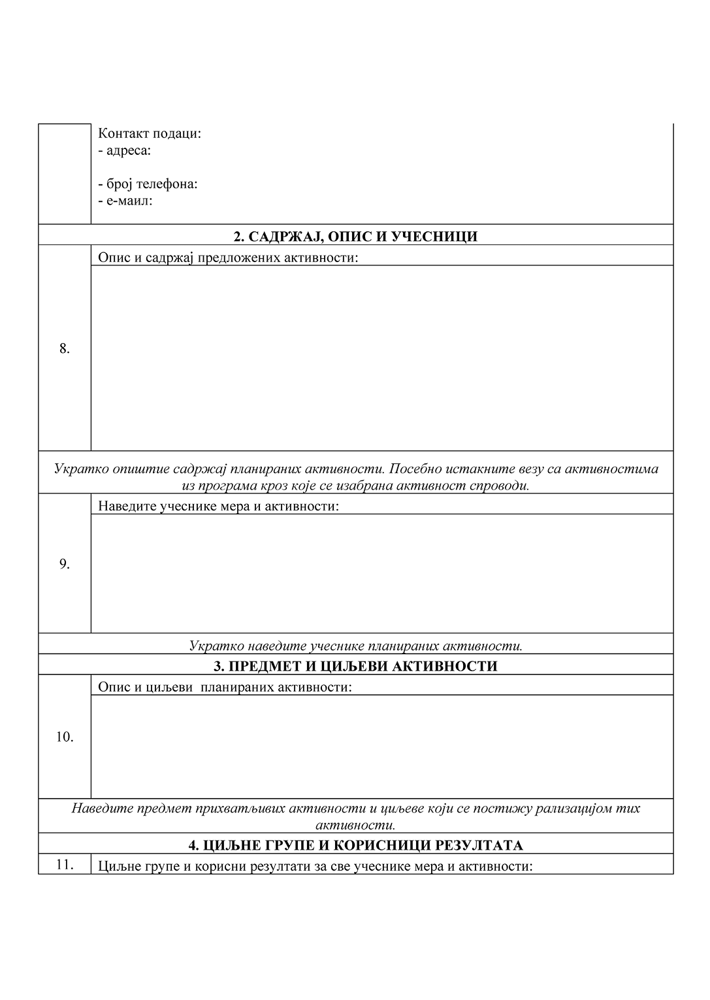 Контакт подаци:
- адреса:
- број телефона:
- е-маил:
2. САДРЖАЈ, ОПИС И УЧЕСНИЦИ
Опис и садржај предложених активности:
8.
Укратко опиштие садржај планираних активности. Посебно истакните везу са активностима
из програма кроз које се изабрана активност спроводи.
Наведите учеснике мера и активности:
9.
Укратко наведите учеснике планираних активности.
3. ПРЕДМЕТ И ЦИЉЕВИ АКТИВНОСТИ
Опис и циљеви  планираних активности:
10.
Наведите предмет прихватљивих активности и циљеве који се постижу рализацијом тих
активности.
4. ЦИЉНЕ ГРУПЕ И КОРИСНИЦИ РЕЗУЛТАТА
11. Циљне групе и корисни резултати за све учеснике мера и активности: